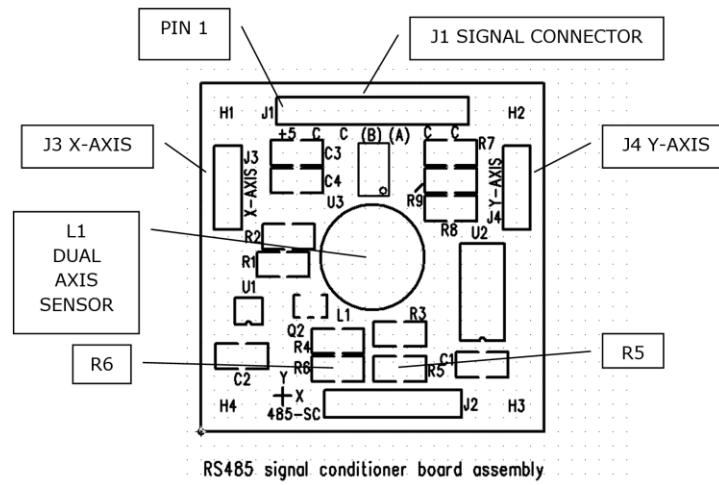 PIN 1
J1 SIGNAL CONNECTOR
H1
J1
H2
+5 C C (B) (A) C C
J3 X-AXIS
J3
X-AXIS
C3
C4
U3
R7
R9
R8
Y-AXIS
J4
J4 Y-AXIS
L1
DUAL
AXIS
SENSOR
R2
R1
U2
U1
Q2
L1
R3
R4
R6
R6
R5
C1
R5
C2
Y
X
H4
485-SC
J2
H3
RS485 signal conditioner board assembly